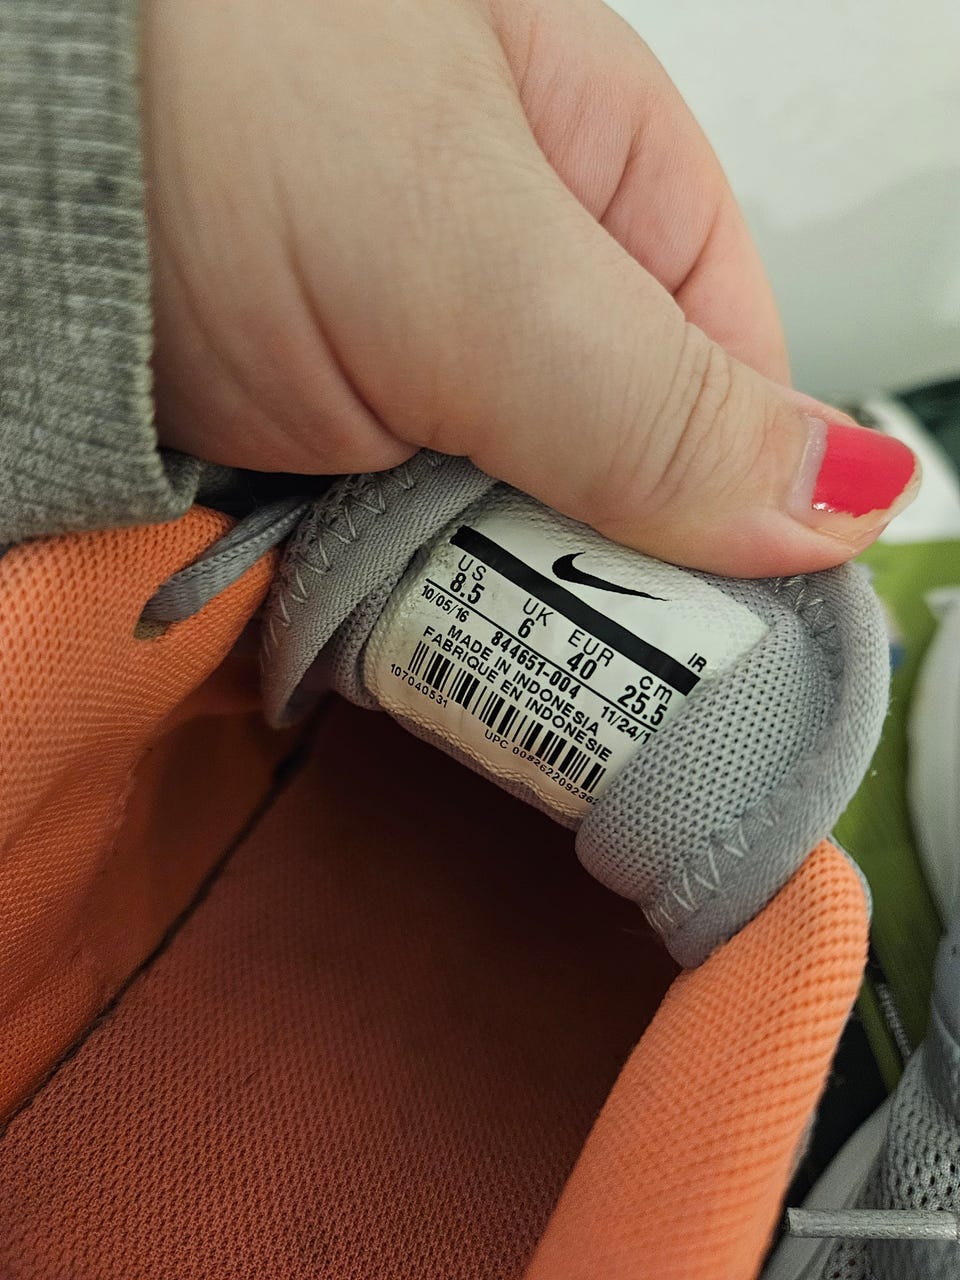 IR
US UK EUR cm
8.5 6 40 25.5
10/05/16 844651-004 11/24/1
MADE IN INDONESIA
FABRIQUE EN INDONESIE
107040531
UPC 0082622092362